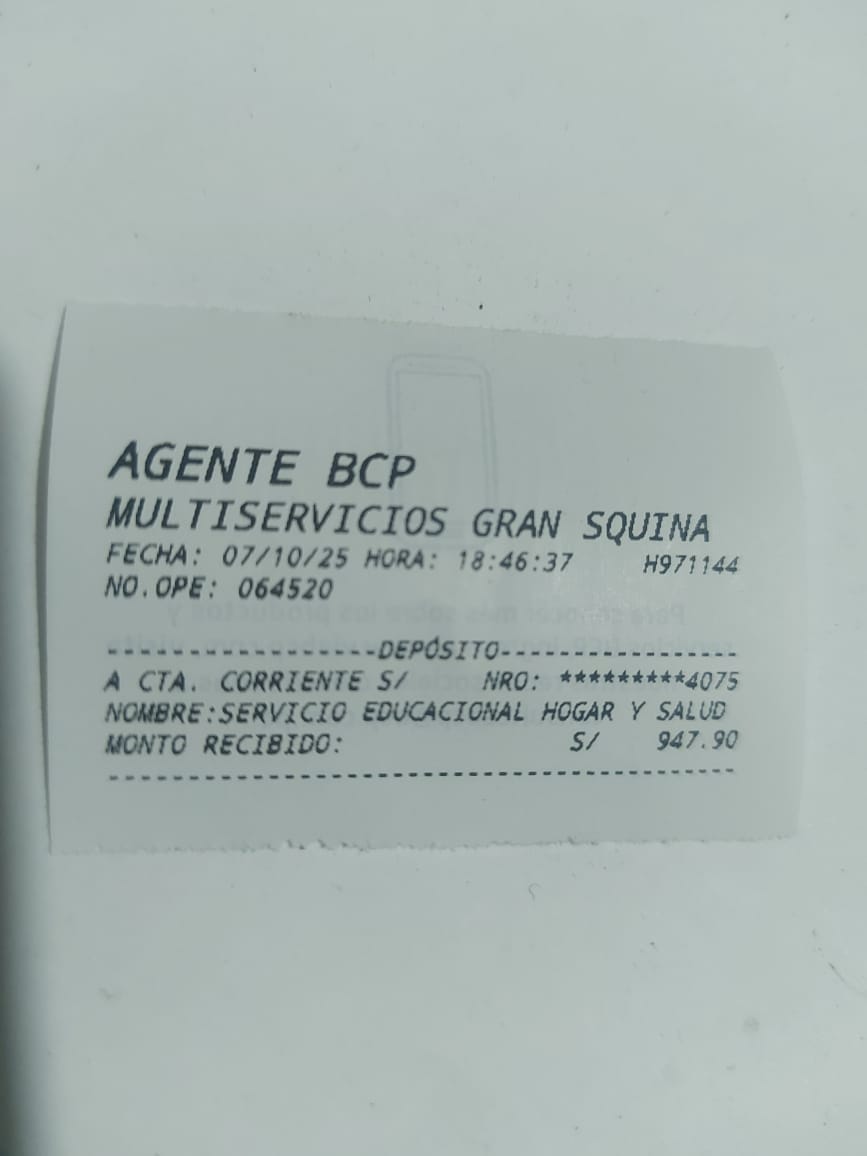 AGENTE BCP
MULTISERVICIOS GRAN SQUINA
FECHA: 07/10/25 HORA: 18:46:37 H971144
NO.OPE: 064520
-----------------DEPÓSITO---------------
A CTA. CORRIENTE S/ NRO: *********4075
NOMBRE:SERVICIO EDUCACIONAL HOGAR Y SALUD
MONTO RECIBIDO: S/ 947.90